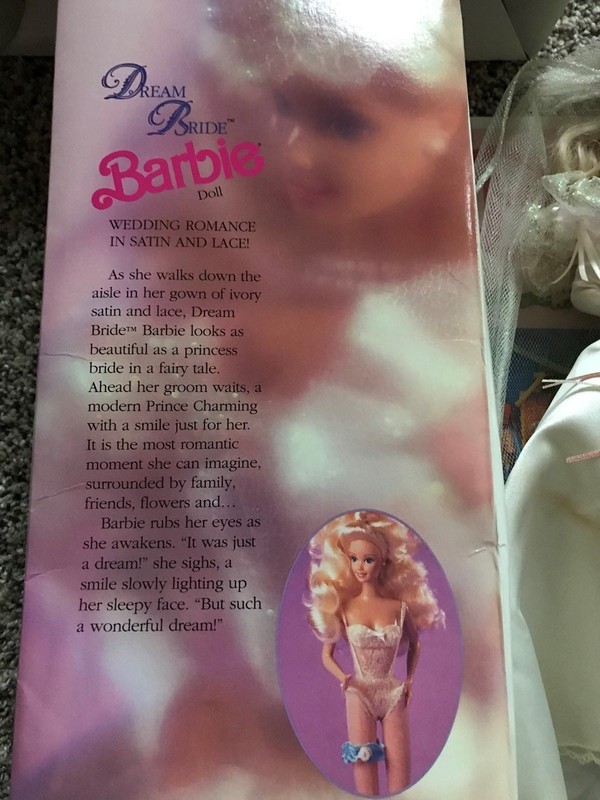 DREAM
BRIDE™
Barbie®
Doll
WEDDING ROMANCE
IN SATIN AND LACE!
As she walks down the
aisle in her gown of ivory
satin and lace, Dream
Bride™ Barbie looks as
beautiful as a princess
bride in a fairy tale.
Ahead her groom waits, a
modern Prince Charming
with a smile just for her.
It is the most romantic
moment she can imagine,
surrounded by family,
friends, flowers and...
Barbie rubs her eyes as
she awakens. “It was just
a dream!” she sighs, a
smile slowly lighting up
her sleepy face. “But such
a wonderful dream!”